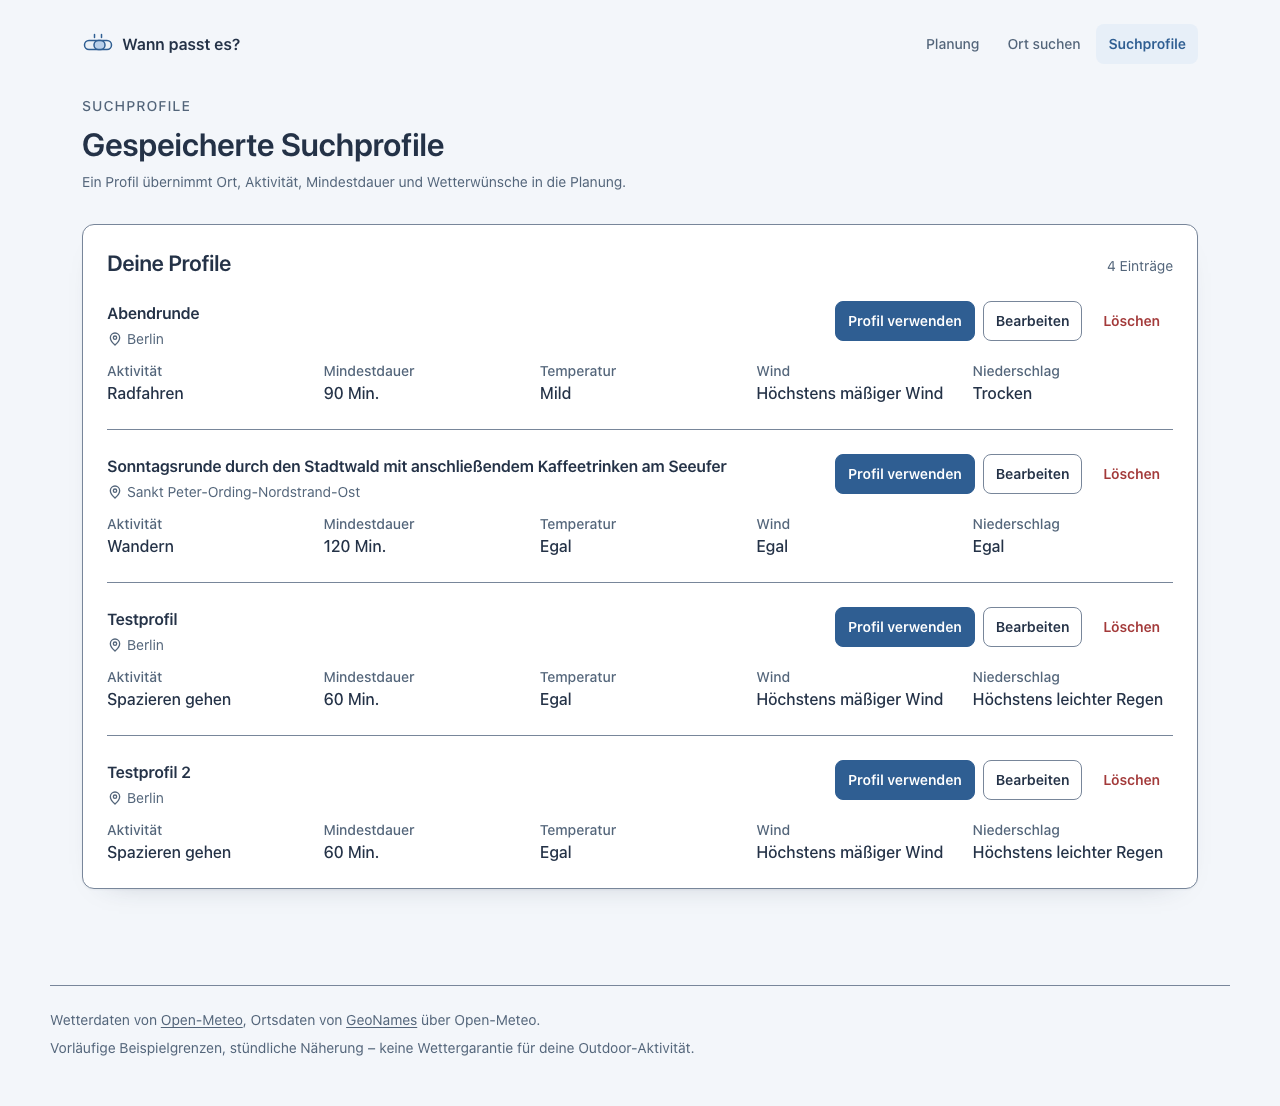 Wann passt es?
Planung Ort suchen Suchprofile
SUCHPROFILE
Gespeicherte Suchprofile
Ein Profil übernimmt Ort, Aktivität, Mindestdauer und Wetterwünsche in die Planung.
Deine Profile 4 Einträge
Abendrunde Profil verwenden Bearbeiten Löschen
Berlin
Aktivität Mindestdauer Temperatur Wind Niederschlag
Radfahren 90 Min. Mild Höchstens mäßiger Wind Trocken
Sonntagsrunde durch den Stadtwald mit anschließendem Kaffeetrinken am Seeufer Profil verwenden Bearbeiten Löschen
Sankt Peter-Ording-Nordstrand-Ost
Aktivität Mindestdauer Temperatur Wind Niederschlag
Wandern 120 Min. Egal Egal Egal
Testprofil Profil verwenden Bearbeiten Löschen
Berlin
Aktivität Mindestdauer Temperatur Wind Niederschlag
Spazieren gehen 60 Min. Egal Höchstens mäßiger Wind Höchstens leichter Regen
Testprofil 2 Profil verwenden Bearbeiten Löschen
Berlin
Aktivität Mindestdauer Temperatur Wind Niederschlag
Spazieren gehen 60 Min. Egal Höchstens mäßiger Wind Höchstens leichter Regen
Wetterdaten von Open-Meteo, Ortsdaten von GeoNames über Open-Meteo.
Vorläufige Beispielgrenzen, stündliche Näherung – keine Wettergarantie für deine Outdoor-Aktivität.